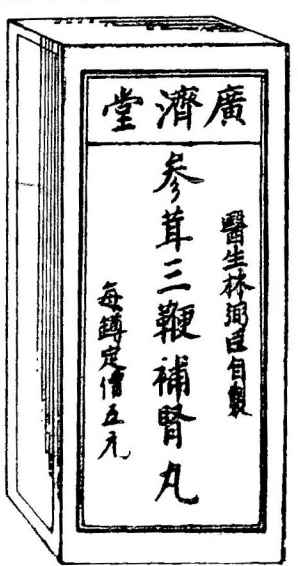 廣濟堂
醫生林弼臣自製
參茸三鞭補腎丸
每罇定價五元